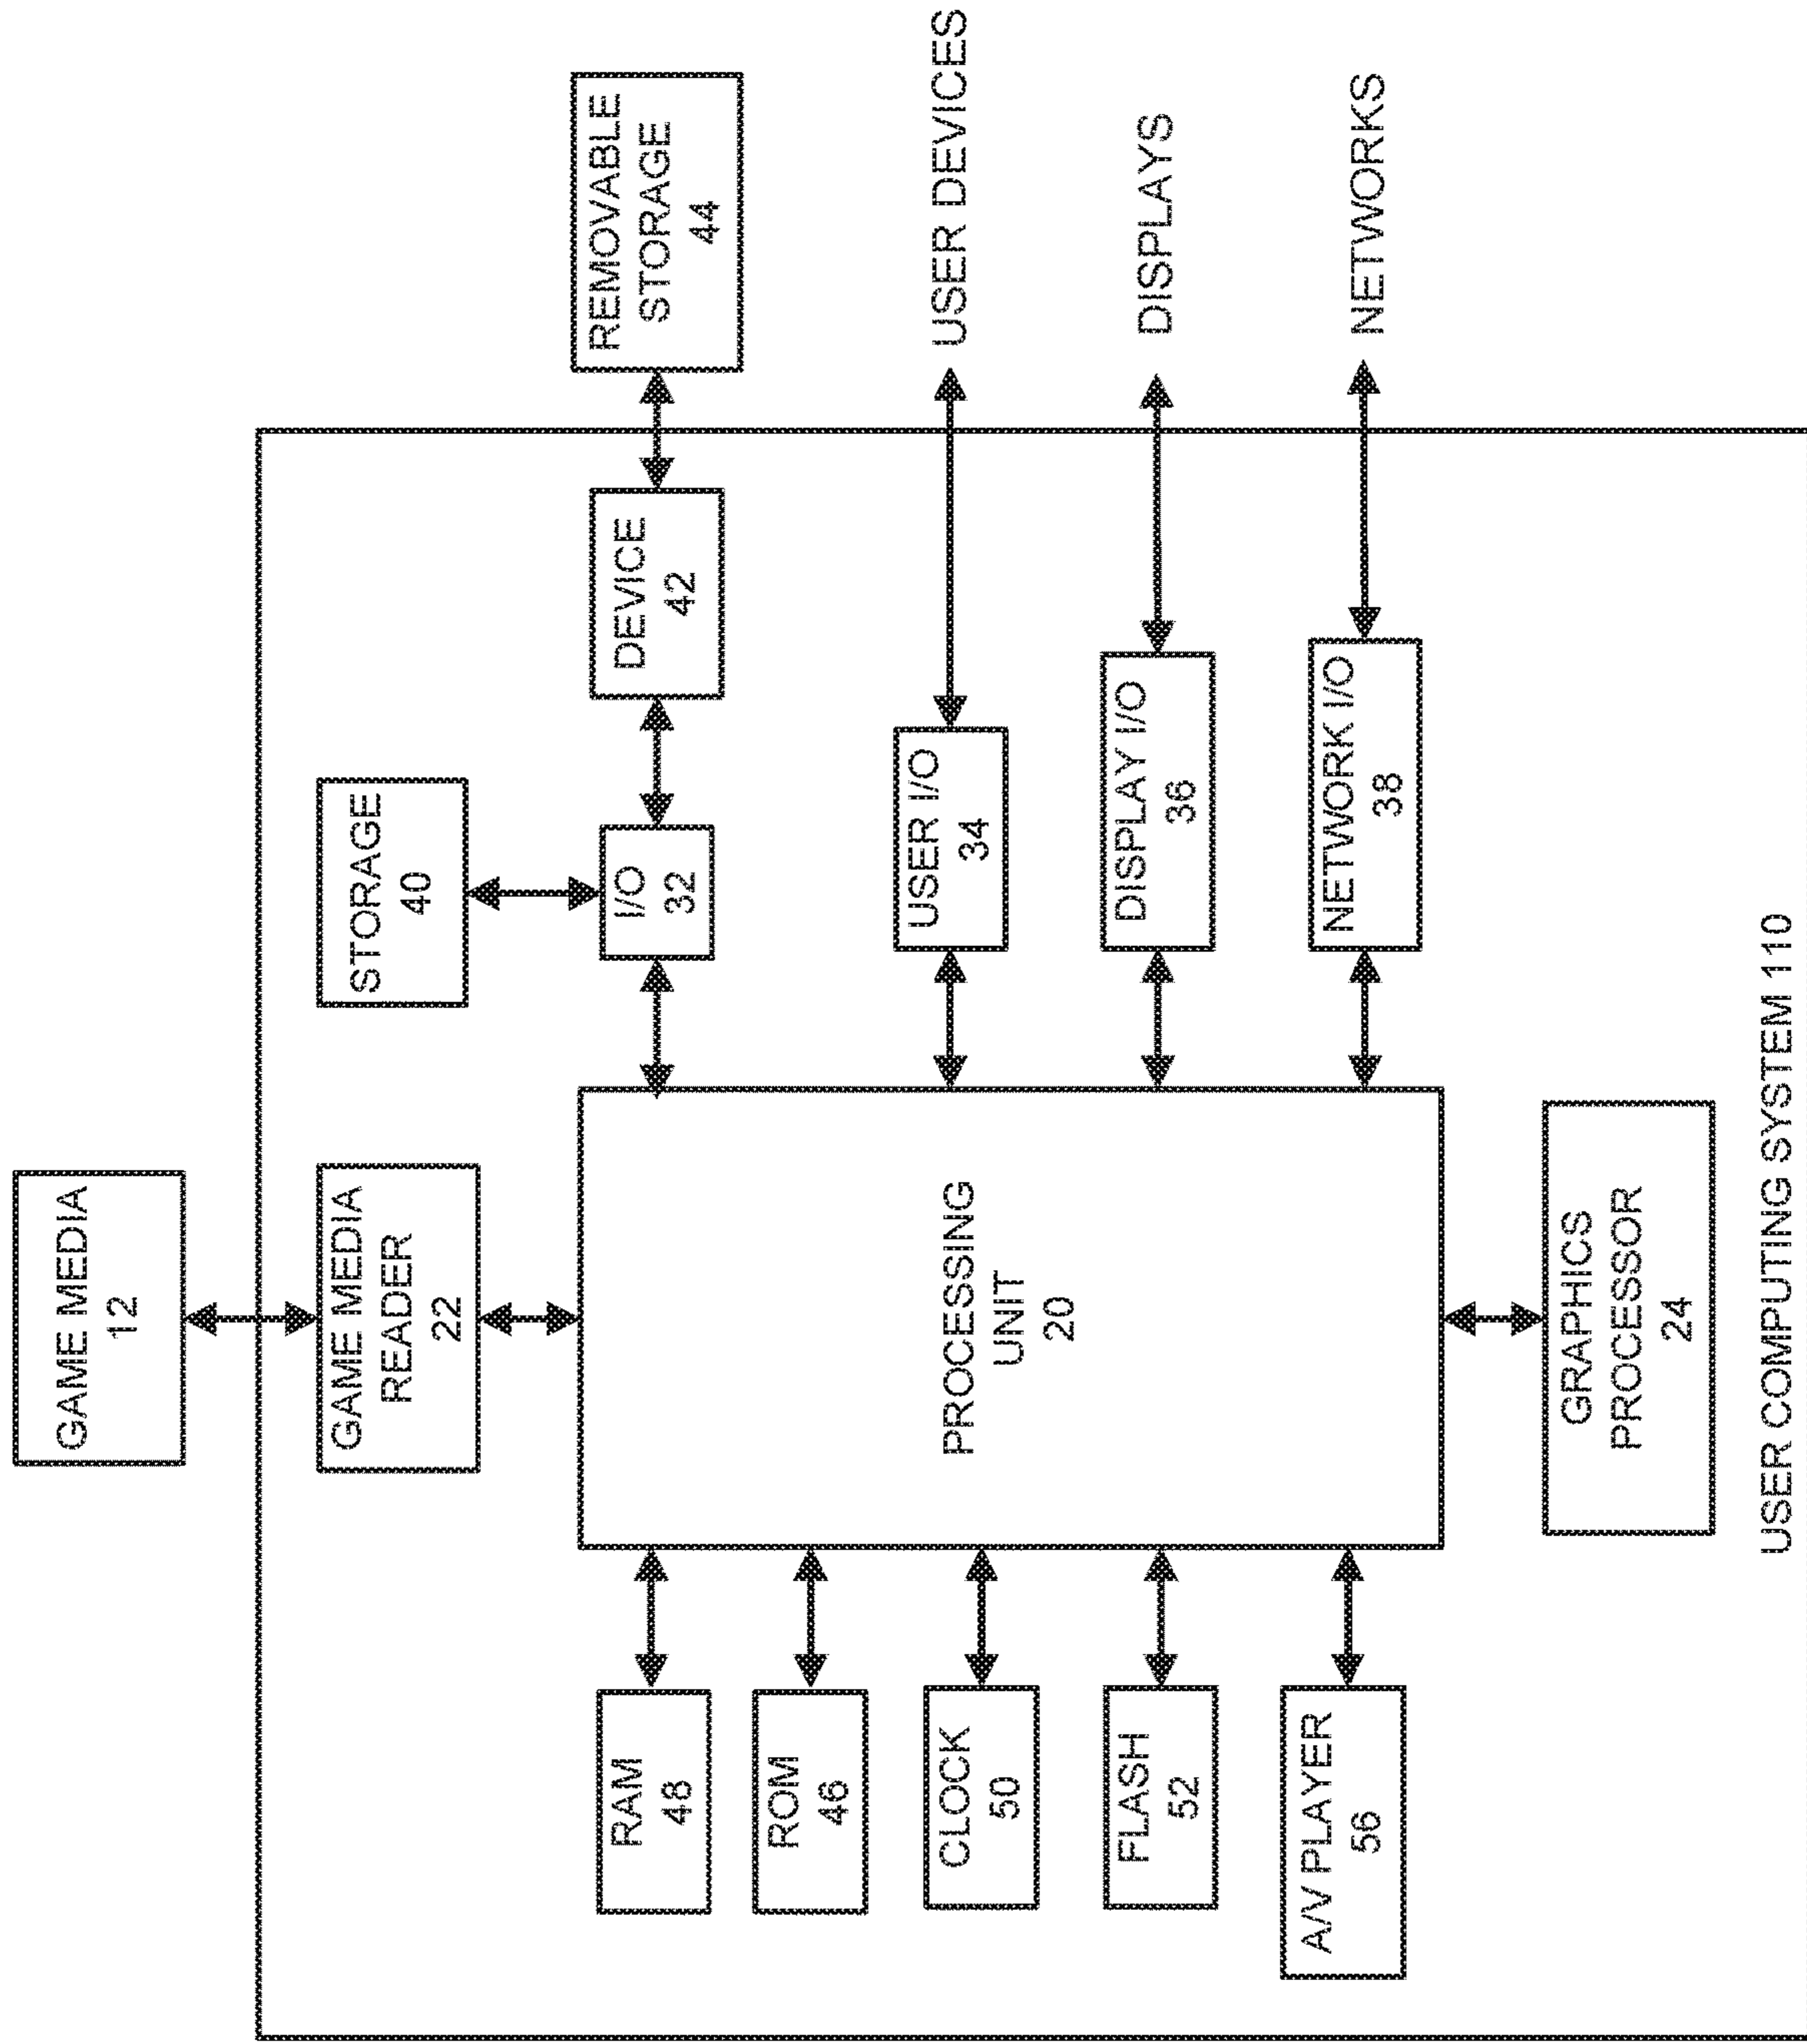 GAME MEDIA
12
GAME MEDIA
READER
22
STORAGE
40
I/O
32
DEVICE
42
REMOVABLE
STORAGE
44
RAM
48
ROM
46
CLOCK
50
FLASH
52
A/V PLAYER
56
PROCESSING
UNIT
20
USER I/O
34
USER DEVICES
DISPLAY I/O
36
DISPLAYS
NETWORK I/O
38
NETWORKS
GRAPHICS
PROCESSOR
24
USER COMPUTING SYSTEM 110